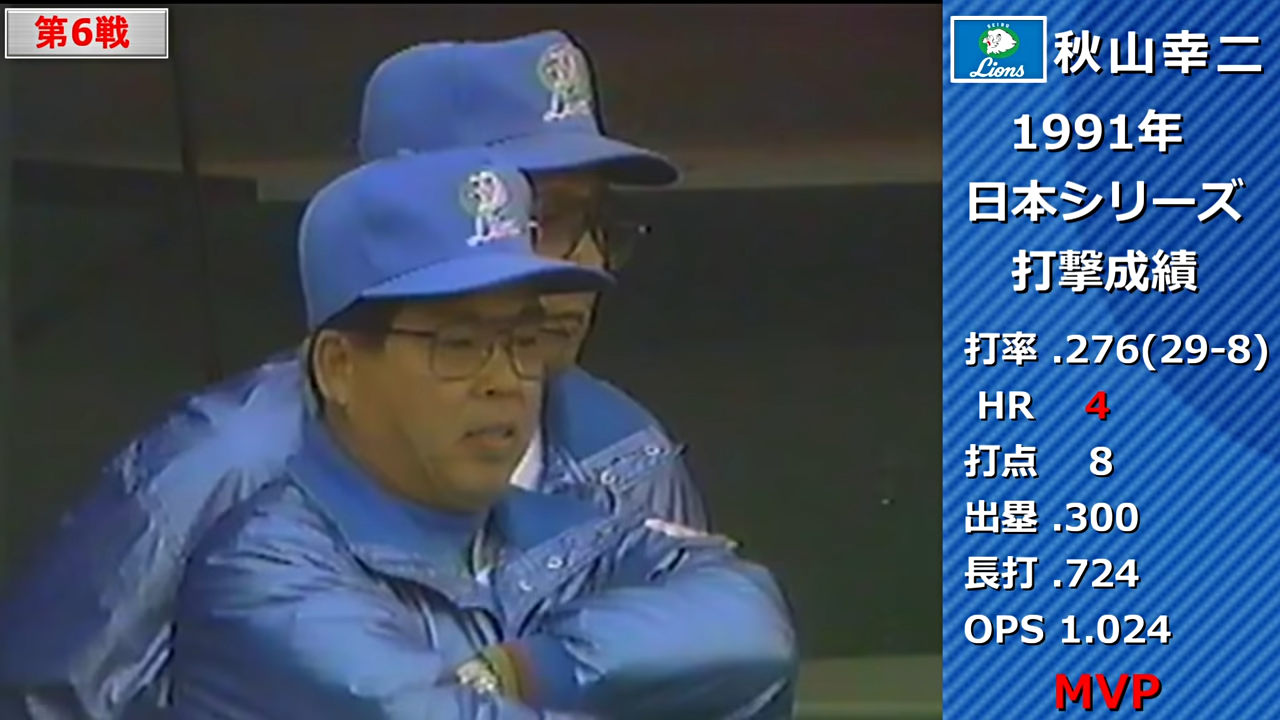 第6戦
SEIBU
Lions
秋山幸二
1991年
日本シリーズ
打撃成績
打率 .276(29-8)
HR 4
打点 8
出塁 .300
長打 .724
OPS 1.024
MVP